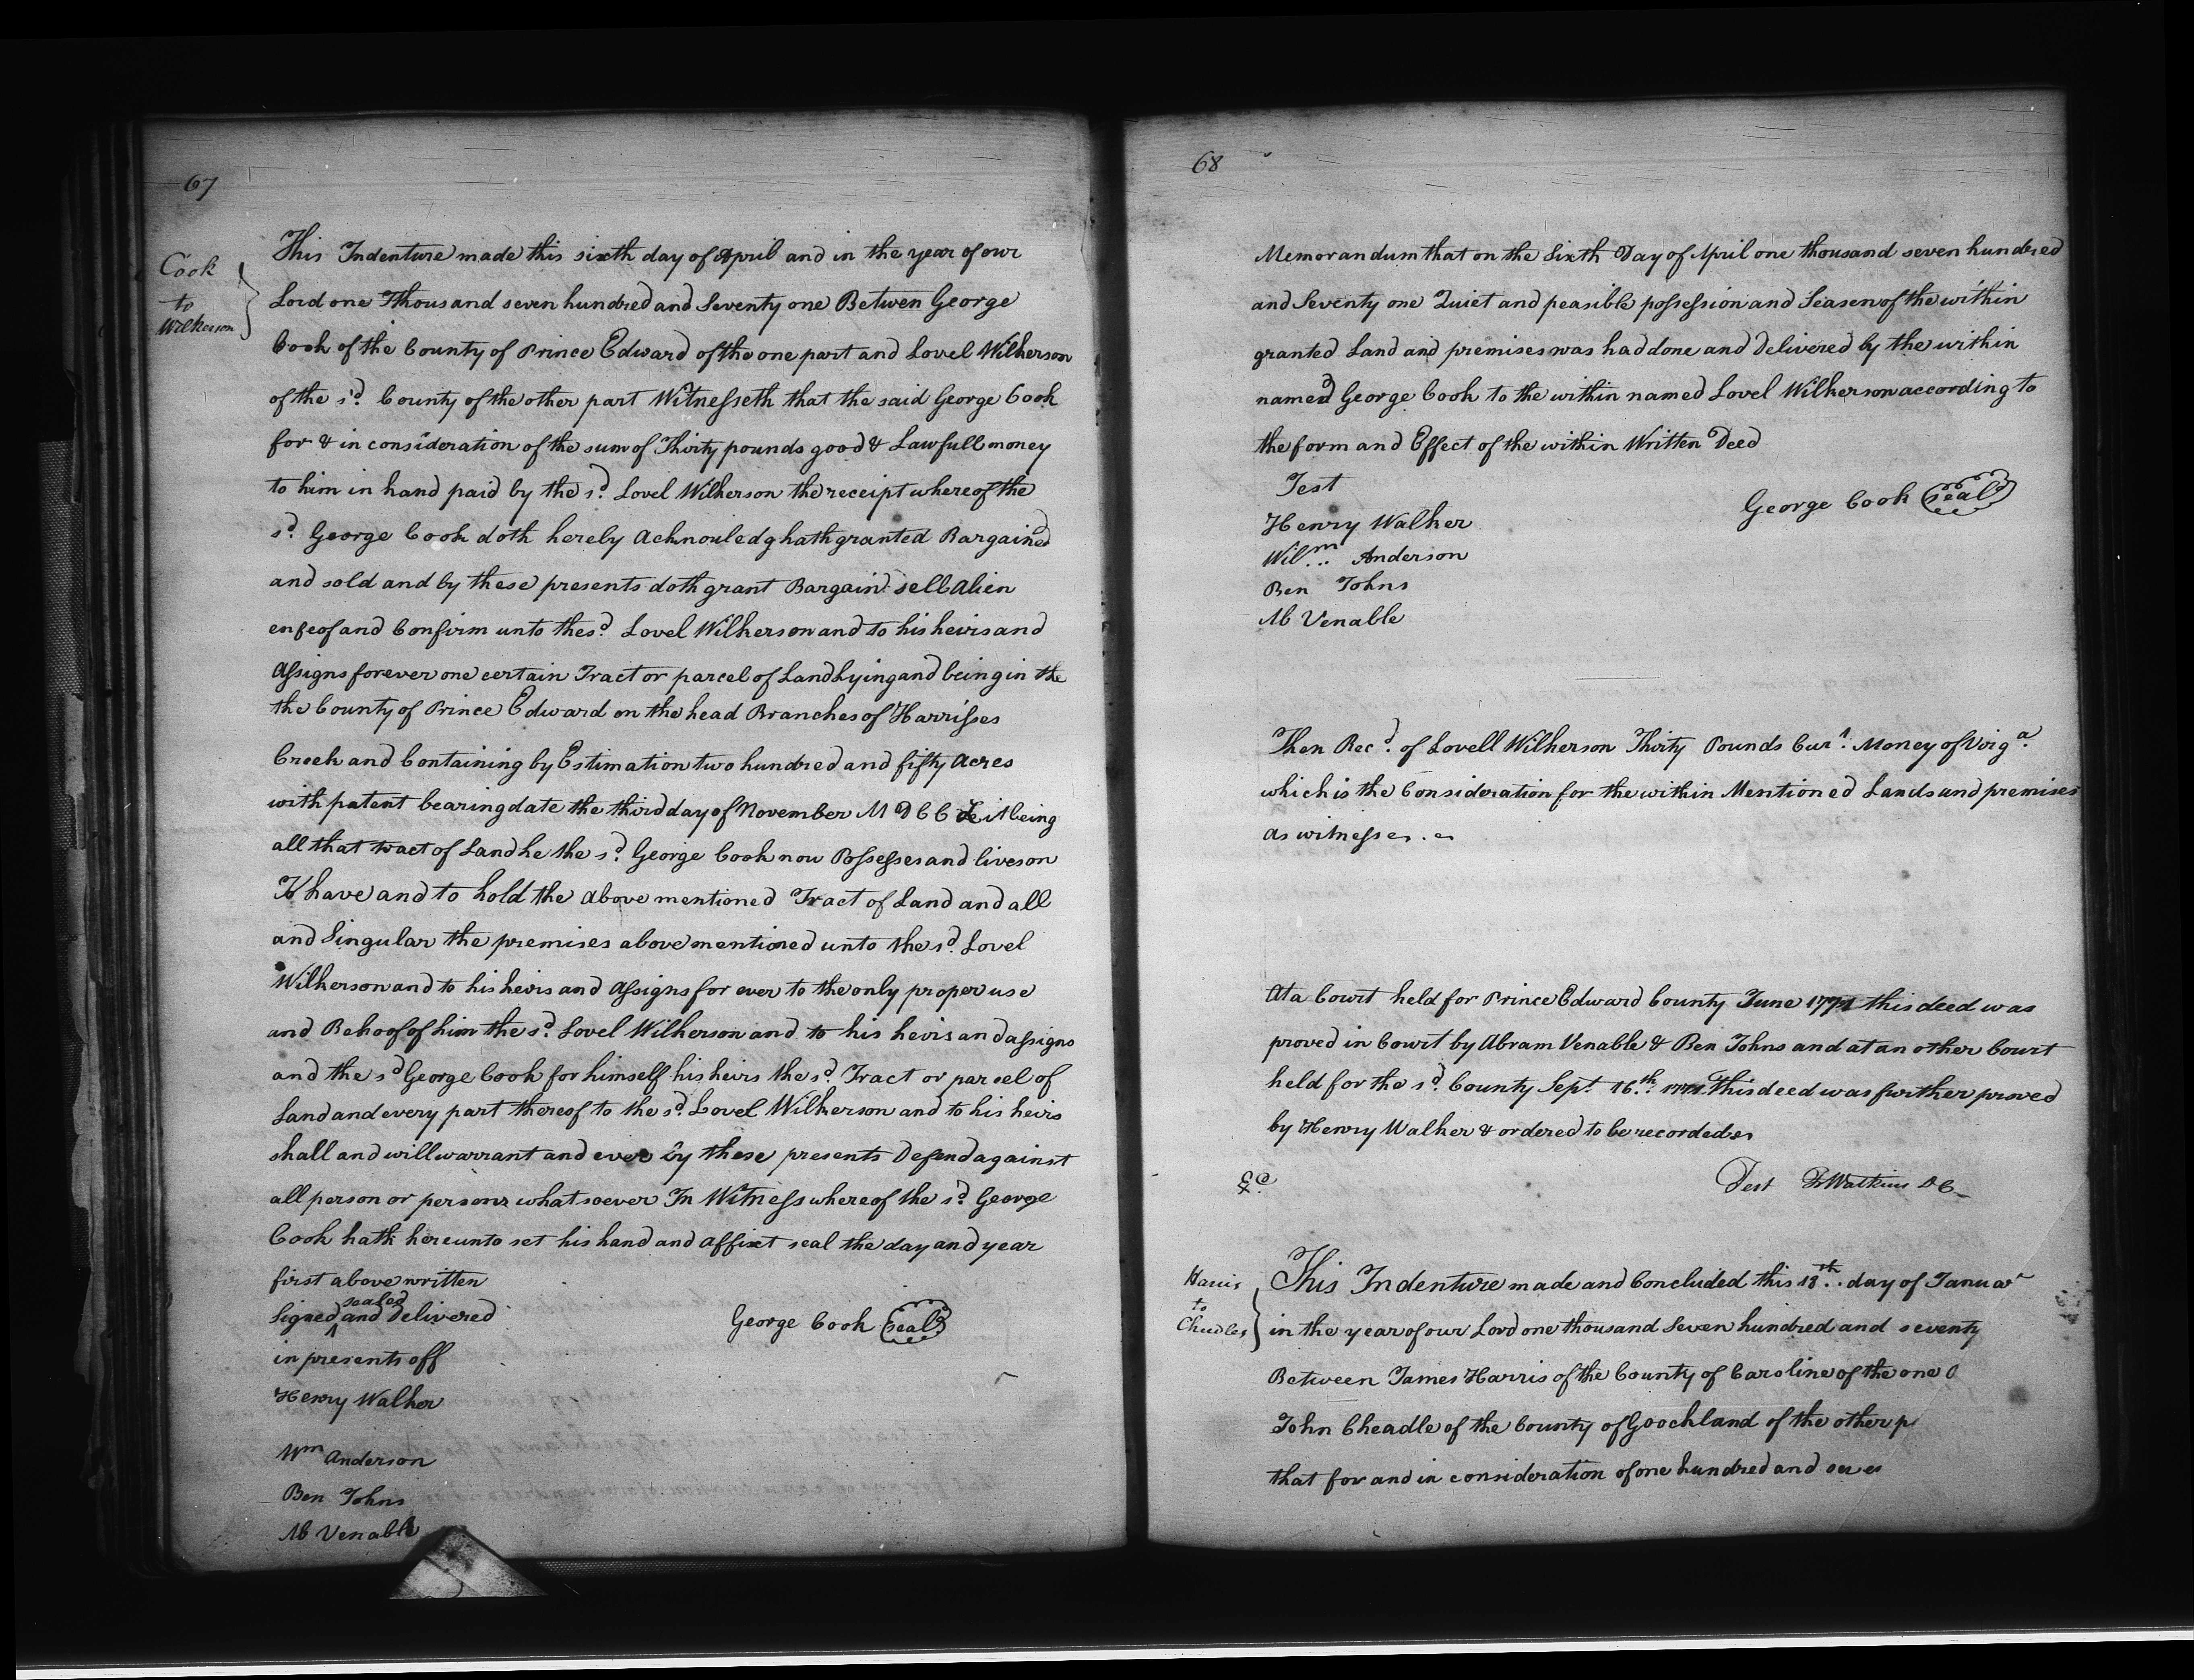 67
Cook
to
Wilkerson
This Indenture made this sixth day of April and in the year of our
Lord one Thousand seven hundred and Seventy one Betwen George
Cook of the County of Prince Edward of the one part and Lovel Wilkerson
of the sd. County of the other part Witnesseth that the said George Cook
for & in consideration of the sum of Thirty pounds good & Lawfull money
to him in hand paid by the sd. Lovel Wilkerson the receipt whereof the
sd. George Cook doth hereby Acknouledg hath granted Bargained
and sold and by these presents doth grant Bargain sell Alien
enfeof and Confirm unto the sd. Lovel Wilkerson and to his heirs and
Assigns forever one certain Tract or parcel of Land Lying and being in the
the County of Prince Edward on the head Branches of Harrisses
Creek and Containing by Estimation two hundred and fifty Acres
with patent bearing date the third day of November M D C C it being
all that tract of Land he the sd. George Cook now Possesses and lives on
To have and to hold the above mentioned Tract of Land and all
and Singular the premises above mentioned unto the sd. Lovel
Wilkerson and to his heirs and Assigns for ever to the only proper use
and Behoof of him the sd. Lovel Wilkerson and to his heirs and assigns
and the sd George Cook for himself his heirs the sd. Tract or parcel of
Land and every part thereof to the sd. Lovel Wilkerson and to his heirs
shall and will warrant and ever by these presents Defend against
all person or persons whatsoever In Witness whereof the sd. George
Cook hath hereunto set his hand and affixt seal the day and year
first above written
Signed sealed and Delivered
George Cook seal
in presents off
Henry Walker
Wm Anderson
Ben Johns
Ab Venable
68
Memorandum that on the Sixth Day of April one thousand seven hundred
and Seventy one Quiet and peasible possession and Seasen of the within
granted Land and premises was had done and Delivered by the within
named George Cook to the within named Lovel Wilkerson according to
the form and Effect of the within Written Deed
Test
George Cook seal
Henry Walker
Wilm Anderson
Ben Johns
Ab Venable
Then Recd. of Lovell Wilkerson Thirty Pounds Curt. Money of Virga.
which is the Consideration for the within Mentioned Lands and premises
as witness
At a Court held for Prince Edward County June 1771 this deed was
proved in Court by Abram Venable & Ben Johns and at an other Court
held for the sd. County Sept. 16th. 1771 This deed was further proved
by Henry Walker & ordered to be recorded
Test Watkins D C
Harris
to
Cheadle
This Indenture made and Concluded this 18th.. day of Januar
in the year of our Lord one thousand Seven hundred and seventy
Between James Harris of the County of Caroline of the one
John Cheadle of the County of Goochland of the other p
that for and in consideration of one hundred and